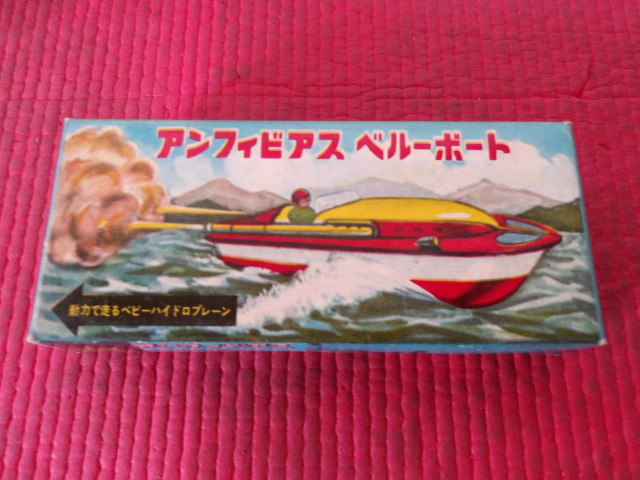 アンフィビアス ベルーボート
動力で走るベビーハイドロプレーン